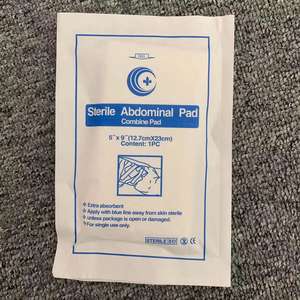 Sterile Abdominal Pad
Combine Pad
5"x 9"(12.7cmX23cm)
Content: 1PC
Extra absorbent
Apply with blue line away from skin sterile
unless package is open or damaged.
For single use only.
STERILE EO